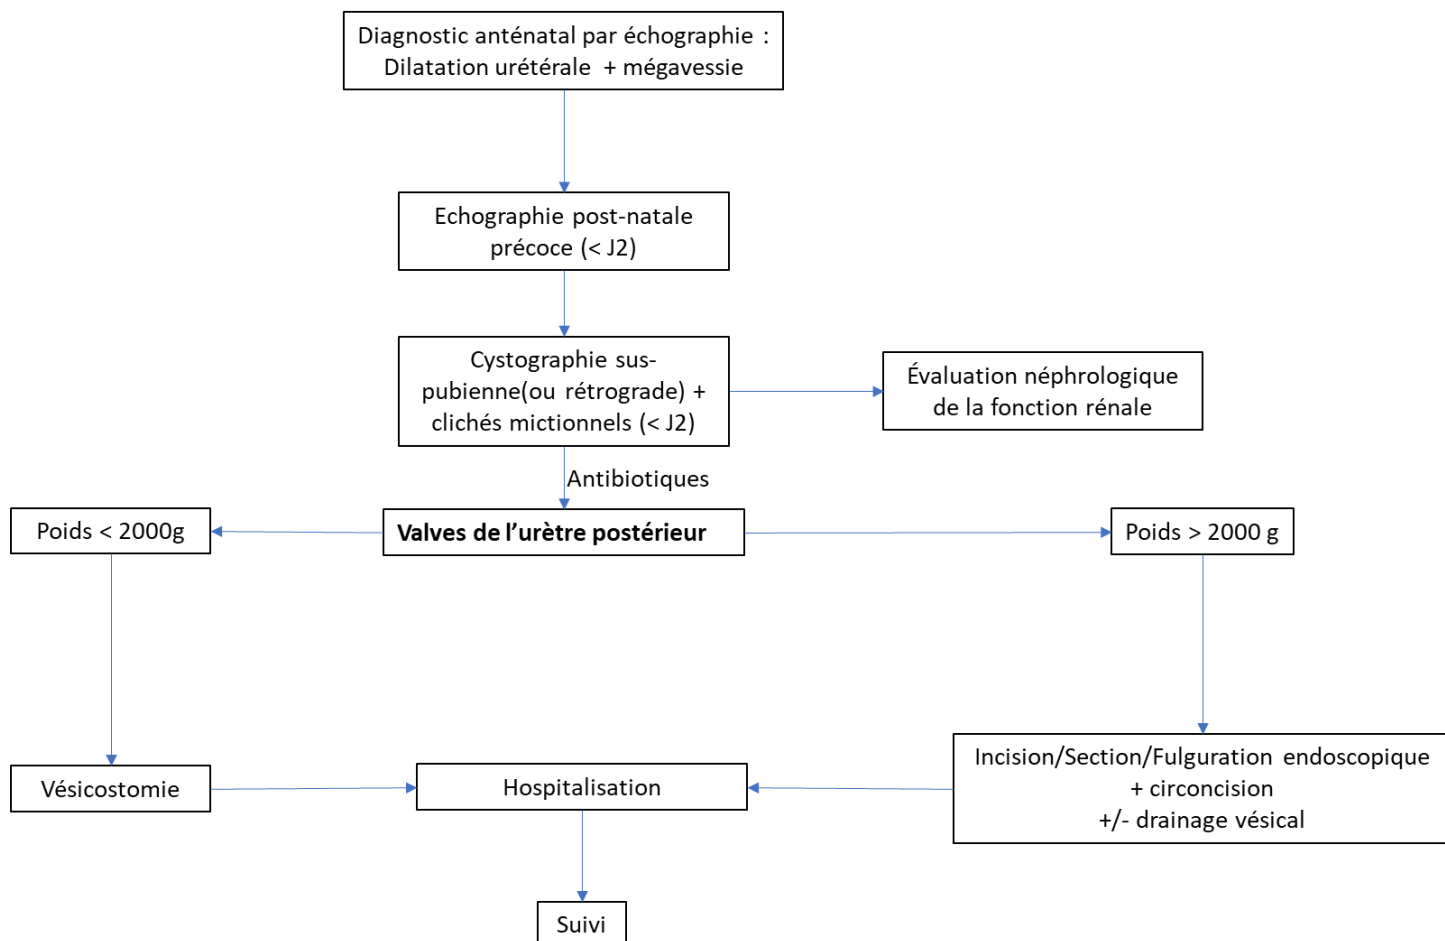 Diagnostic anténatal par échographie :
Dilatation urétérale + mégavessie
Echographie post-natale
précoce (< J2)
Cystographie sus-
pubienne(ou rétrograde) +
clichés mictionnels (< J2)
Évaluation néphrologique
de la fonction rénale
Antibiotiques
Poids < 2000g
Valves de l’urètre postérieur
Poids > 2000 g
Vésicostomie
Hospitalisation
Incision/Section/Fulguration endoscopique
+ circoncision
+/- drainage vésical
Suivi